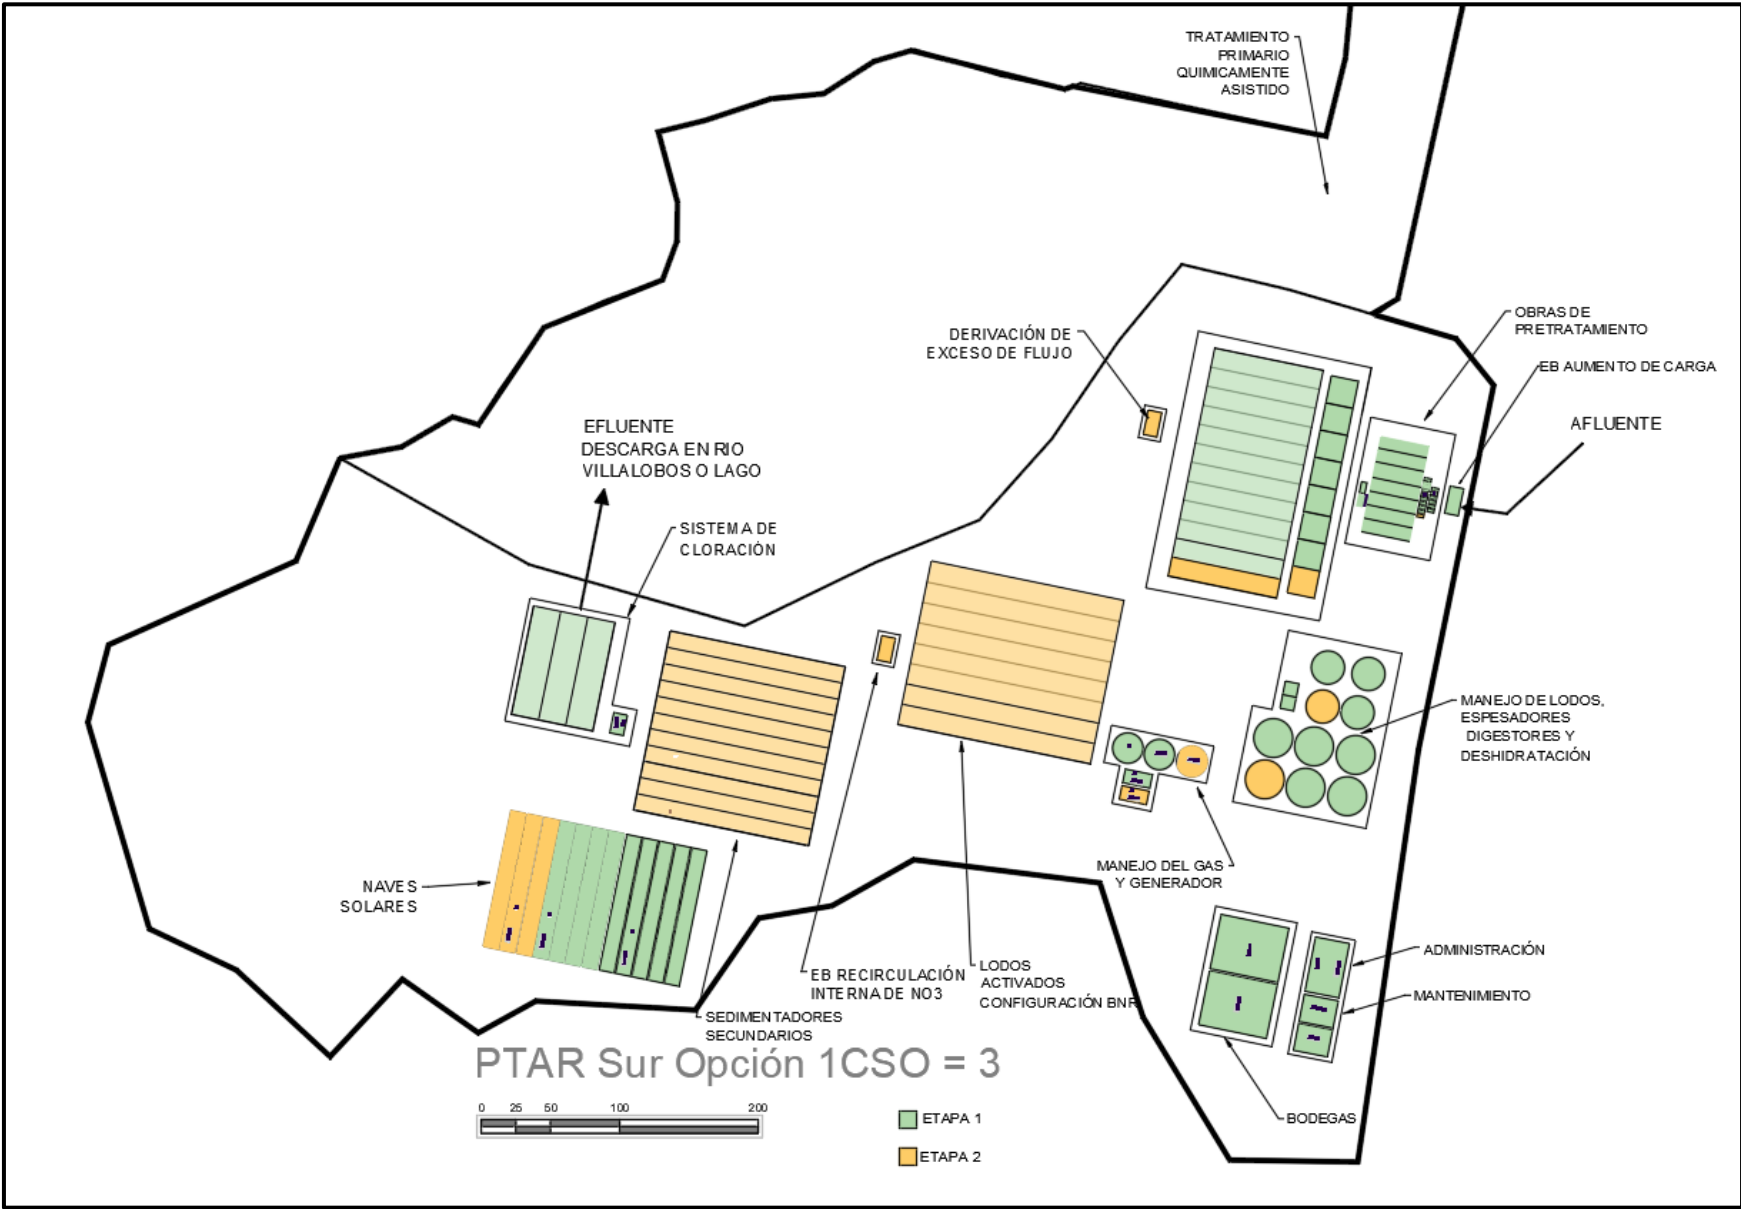 TRATAMIENTO
PRIMARIO
QUIMICAMENTE
ASISTIDO
OBRAS DE
PRETRATAMIENTO
DERIVACIÓN DE
EXCESO DE FLUJO
EB AUMENTO DE CARGA
AFLUENTE
EFLUENTE
DESCARGA EN RIO
VILLALOBOS O LAGO
SISTEMA DE
CLORACIÓN
MANEJO DE LODOS,
ESPESADORES
DIGESTORES Y
DESHIDRATACIÓN
MANEJO DEL GAS
Y GENERADOR
NAVES
SOLARES
ADMINISTRACIÓN
EB RECIRCULACIÓN
INTERNA DE NO3
LODOS
ACTIVADOS
CONFIGURACIÓN BNR
MANTENIMIENTO
SEDIMENTADORES
SECUNDARIOS
PTAR Sur Opción 1CSO = 3
0 25 50 100 200
ETAPA 1
BODEGAS
ETAPA 2